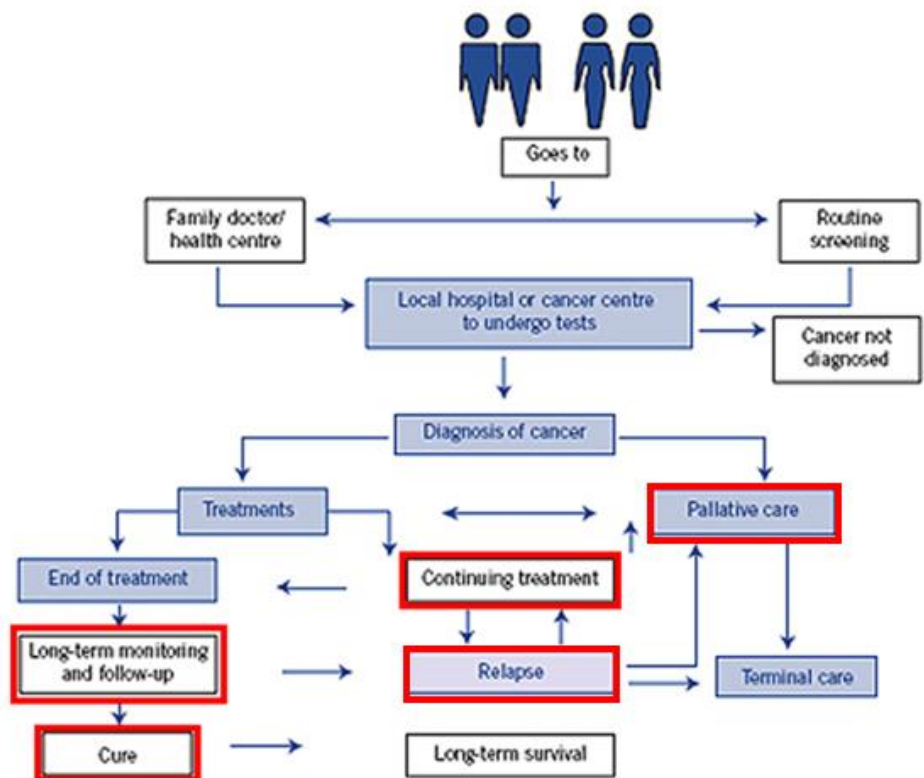 Goes to
Family doctor/
health centre
Routine
screening
Local hospital or cancer centre
to undergo tests
Cancer not
diagnosed
Diagnosis of cancer
Treatments
Pallative care
End of treatment
Continuing treatment
Long-term monitoring
and follow-up
Relapse
Terminal care
Cure
Long-term survival